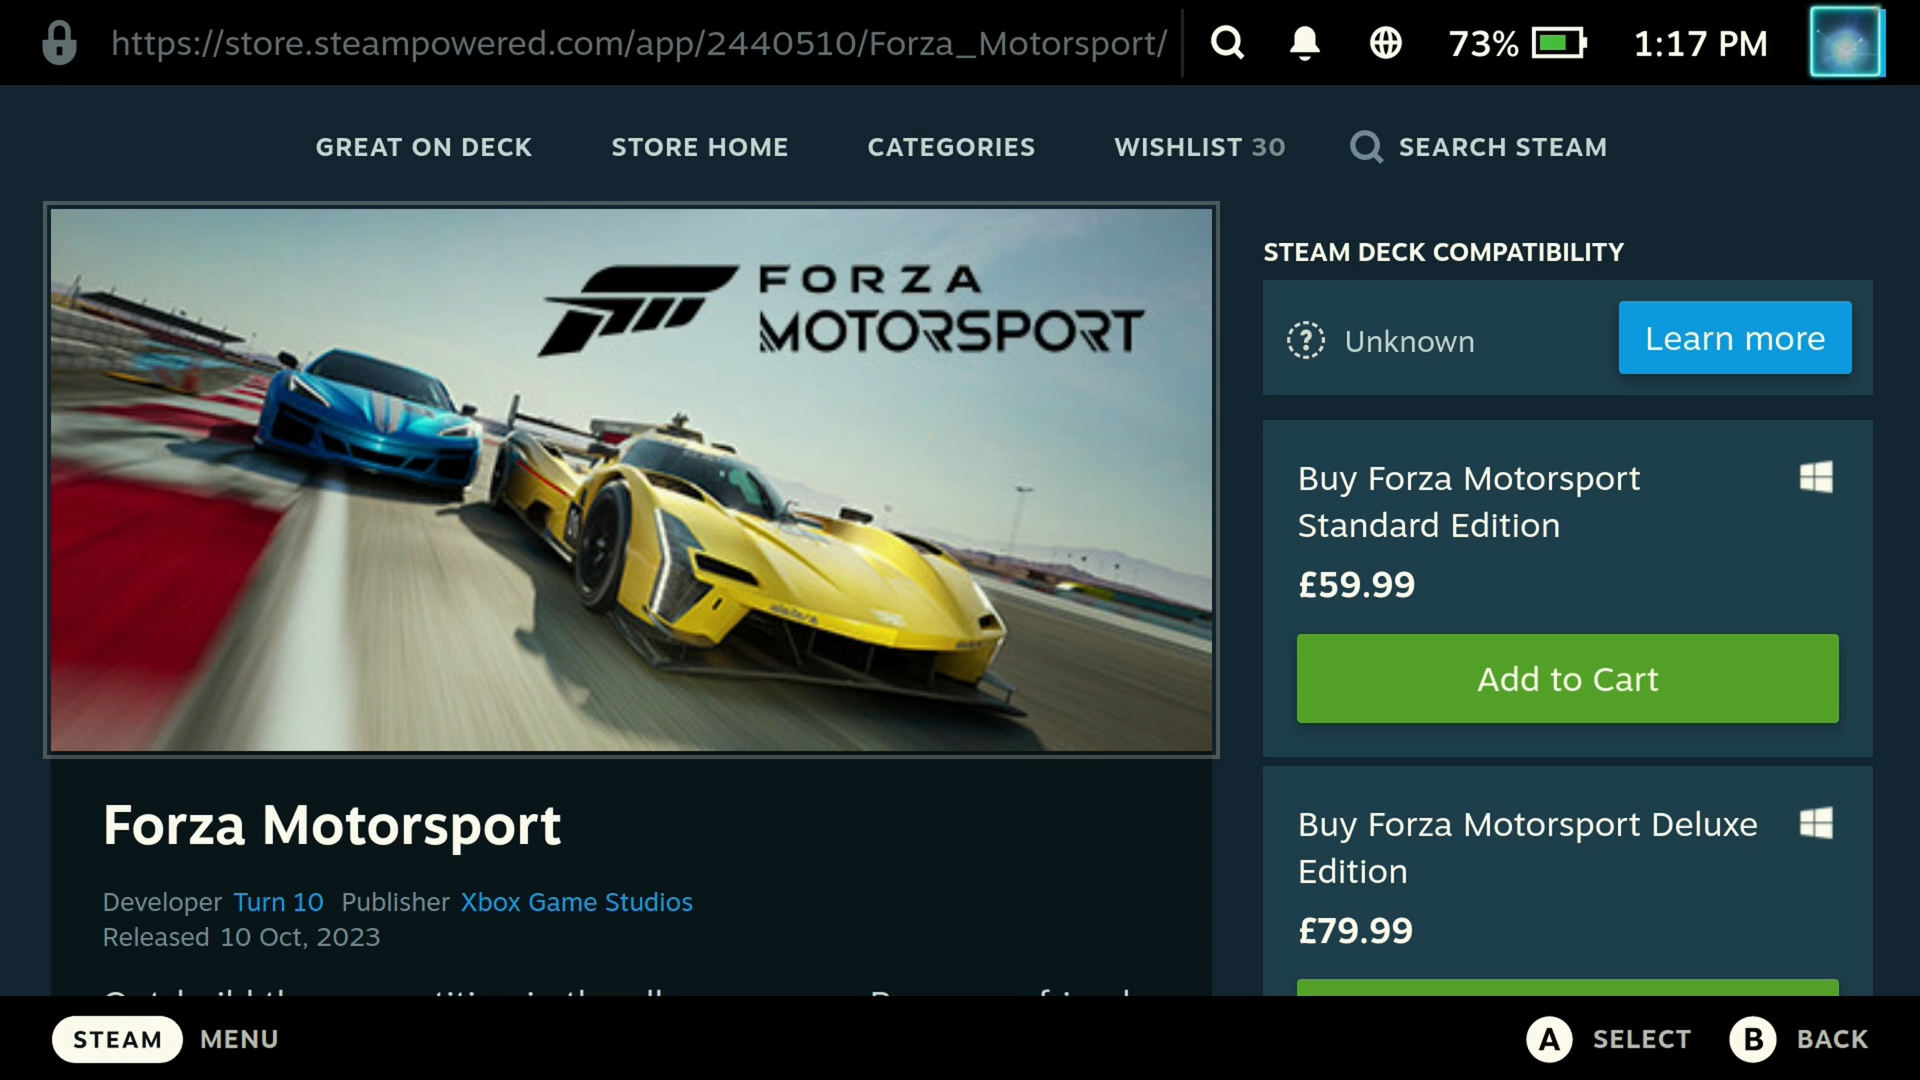 https://store.steampowered.com/app/2440510/Forza_Motorsport/
73%
1:17 PM
GREAT ON DECK
STORE HOME
CATEGORIES
WISHLIST 30
SEARCH STEAM
FORZA
MOTORSPORT
STEAM DECK COMPATIBILITY
? Unknown
Learn more
Buy Forza Motorsport
Standard Edition
£59.99
Add to Cart
Buy Forza Motorsport Deluxe
Edition
£79.99
Forza Motorsport
Developer Turn 10 Publisher Xbox Game Studios
Released 10 Oct, 2023
STEAM MENU
A SELECT
B BACK